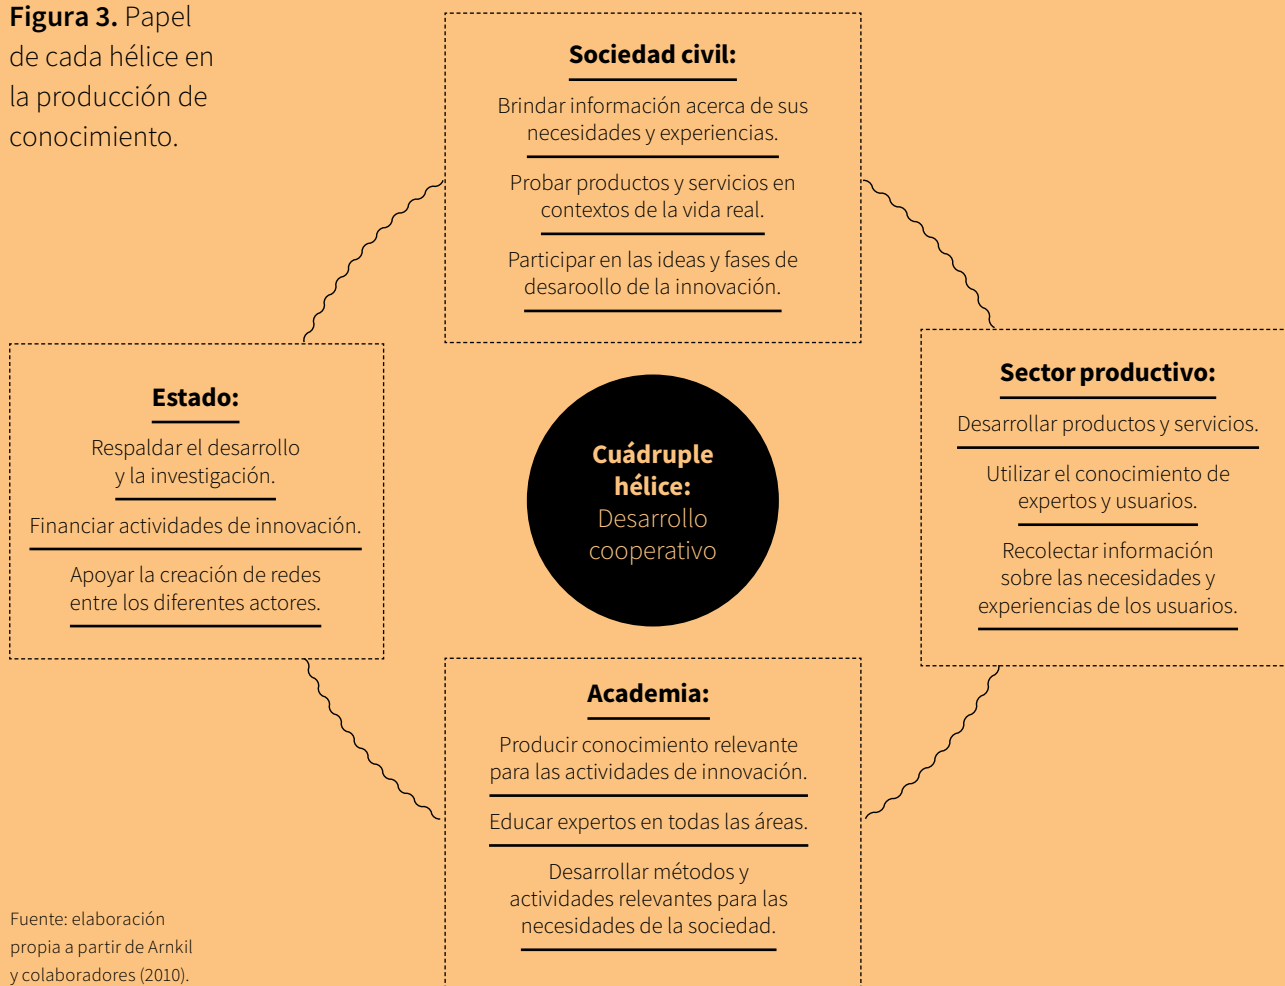 Figura 3. Papel
de cada hélice en
la producción de
conocimiento.
Sociedad civil:
Brindar información acerca de sus
necesidades y experiencias.
Probar productos y servicios en
contextos de la vida real.
Participar en las ideas y fases de
desaroollo de la innovación.
Estado:
Respaldar el desarrollo
y la investigación.
Financiar actividades de innovación.
Apoyar la creación de redes
entre los diferentes actores.
Cuádruple
hélice:
Desarrollo
cooperativo
Sector productivo:
Desarrollar productos y servicios.
Utilizar el conocimiento de
expertos y usuarios.
Recolectar información
sobre las necesidades y
experiencias de los usuarios.
Academia:
Producir conocimiento relevante
para las actividades de innovación.
Educar expertos en todas las áreas.
Desarrollar métodos y
actividades relevantes para las
necesidades de la sociedad.
Fuente: elaboración
propia a partir de Arnkil
y colaboradores (2010).